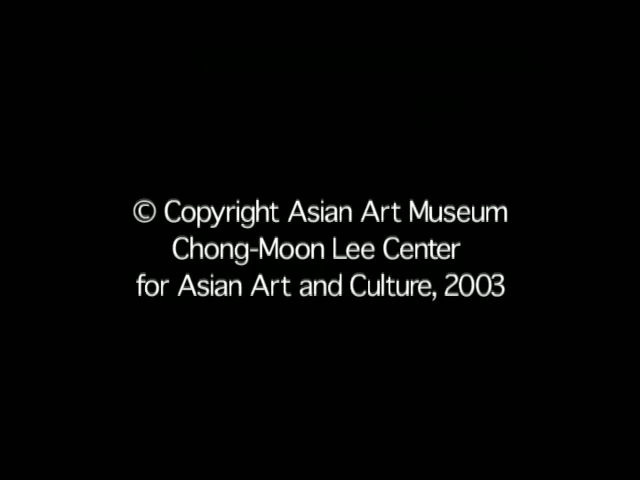 © Copyright Asian Art Museum
Chong-Moon Lee Center
for Asian Art and Culture, 2003